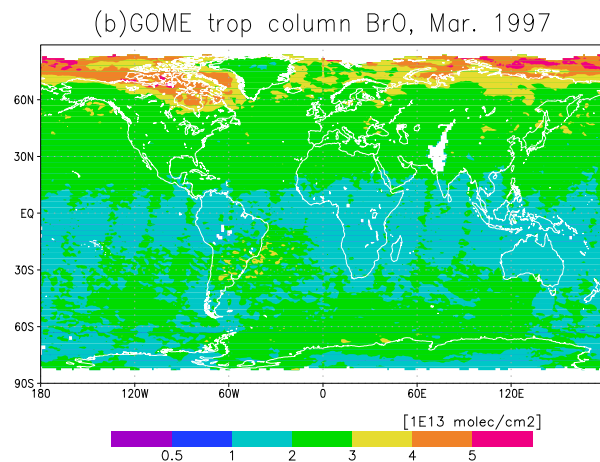 (b)GOME trop column BrO, Mar. 1997
60N
30N
EQ
30S
60S
90S
180 120W 60W 0 60E 120E
[1E13 molec/cm2]
0.5 1 2 3 4 5